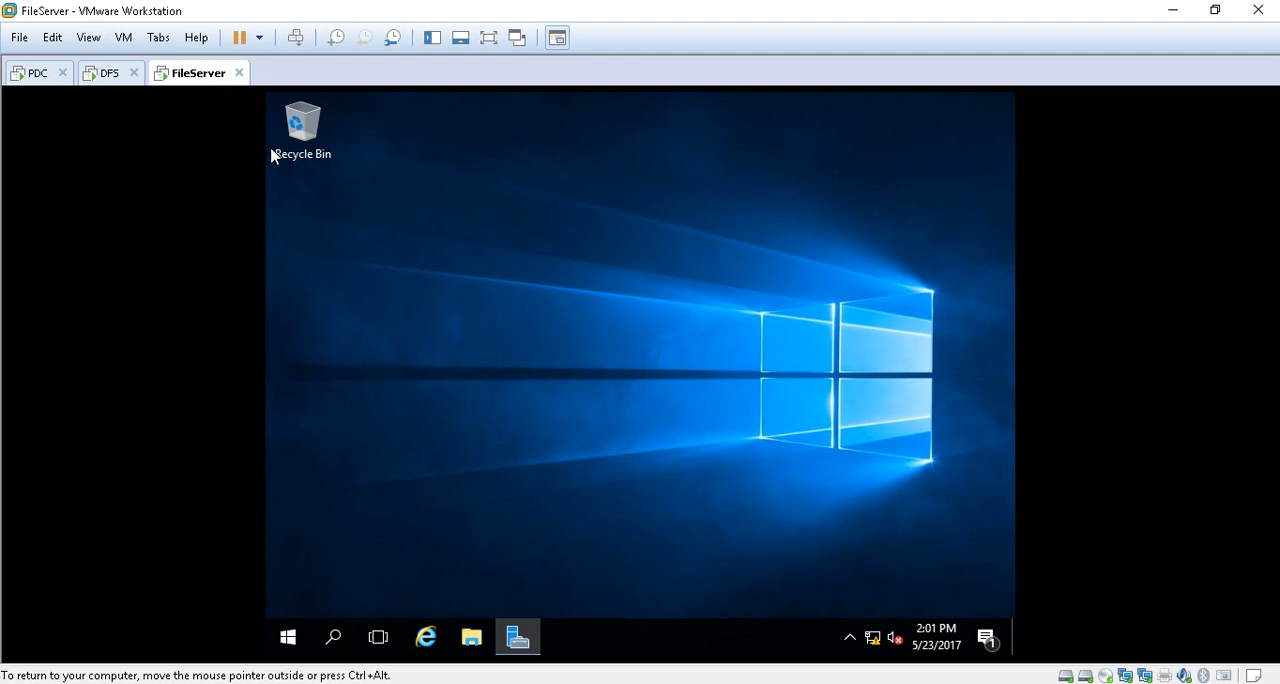 FileServer - VMware Workstation
File Edit View VM Tabs Help
PDC DFS FileServer
Recycle Bin
2:01 PM
5/23/2017
1
To return to your computer, move the mouse pointer outside or press Ctrl+Alt.